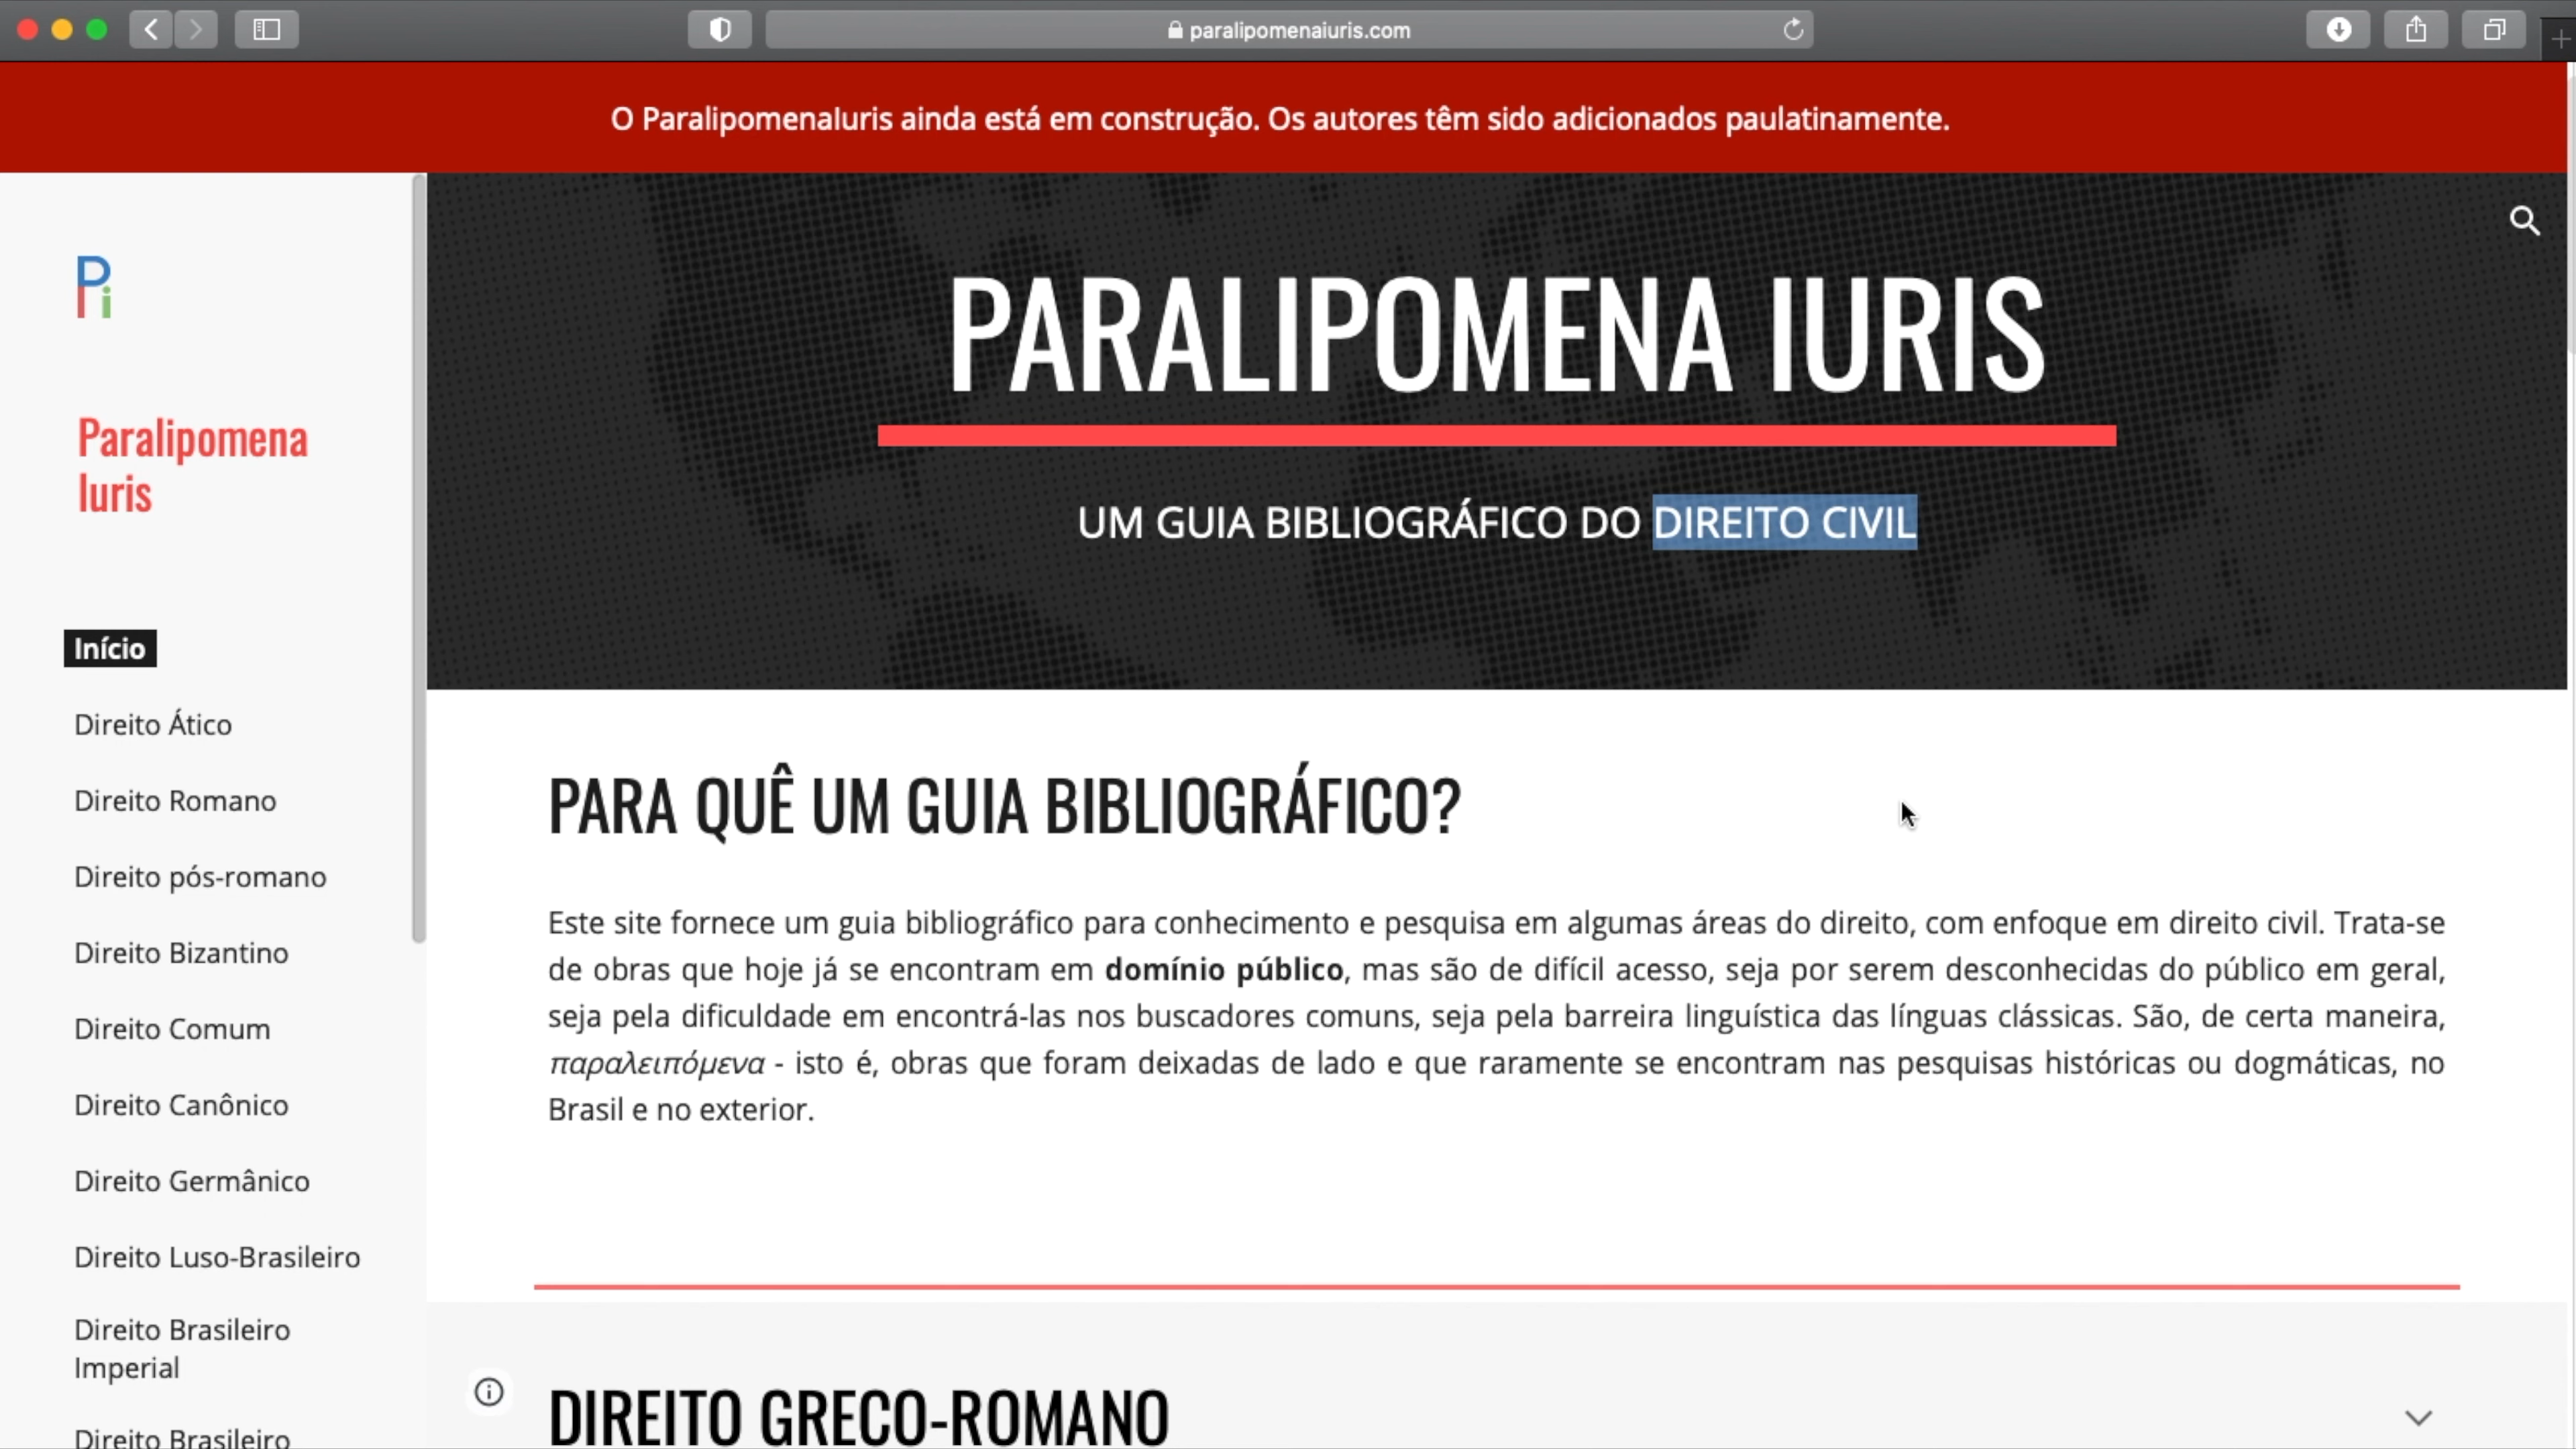 paralipomenaiuris.com
O ParalipomenaIuris ainda está em construção. Os autores têm sido adicionados paulatinamente.
Pi
Paralipomena
Iuris
Início
Direito Ático
Direito Romano
Direito pós-romano
Direito Bizantino
Direito Comum
Direito Canônico
Direito Germânico
Direito Luso-Brasileiro
Direito Brasileiro
Imperial
Direito Brasileiro
PARALIPOMENA IURIS
UM GUIA BIBLIOGRÁFICO DO DIREITO CIVIL
PARA QUÊ UM GUIA BIBLIOGRÁFICO?
Este site fornece um guia bibliográfico para conhecimento e pesquisa em algumas áreas do direito, com enfoque em direito civil. Trata-se
de obras que hoje já se encontram em domínio público, mas são de difícil acesso, seja por serem desconhecidas do público em geral,
seja pela dificuldade em encontrá-las nos buscadores comuns, seja pela barreira linguística das línguas clássicas. São, de certa maneira,
παραλειπόμενα - isto é, obras que foram deixadas de lado e que raramente se encontram nas pesquisas históricas ou dogmáticas, no
Brasil e no exterior.
DIREITO GRECO-ROMANO